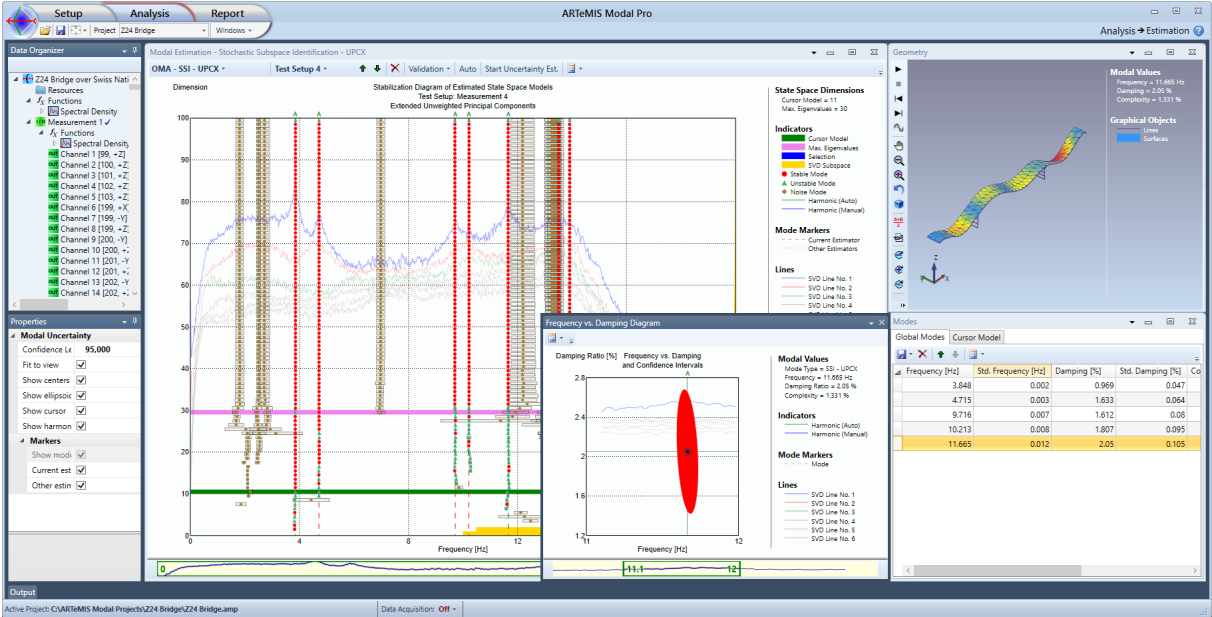 Setup
Analysis
Report
ARTeMIS Modal Pro
Project Z24 Bridge
Windows
Analysis → Estimation
Data Organizer
Z24 Bridge over Swiss Nati
Resources
Functions
Spectral Density
Measurement 1
Functions
Spectral Density
Channel 1 [99, +Z]
Channel 2 [100, +Z]
Channel 3 [101, +Z]
Channel 4 [102, +Z]
Channel 5 [103, +Z]
Channel 6 [199, +X]
Channel 7 [199, -Y]
Channel 8 [199, +Z]
Channel 9 [200, -Y]
Channel 10 [200, +Z
Channel 11 [201, -Y
Channel 12 [201, +Z
Channel 13 [202, -Y
Channel 14 [202, +Z
Properties
Modal Uncertainty
Confidence Le 95,000
Fit to view
Show centers
Show ellipsoic
Show cursor
Show harmon
Markers
Show mod
Current est
Other estin
Modal Estimation - Stochastic Subspace Identification - UPCX
OMA - SSI - UPCX
Test Setup 4
Validation
Auto
Start Uncertainty Est.
Dimension
Stabilization Diagram of Estimated State Space Models
Test Setup: Measurement 4
Extended Unweighted Principal Components
100
90
80
70
60
50
40
30
20
10
0
0 4 8 12
Frequency [Hz]
0
State Space Dimensions
Cursor Model = 11
Max. Eigenvalues = 30
Indicators
Cursor Model
Max. Eigenvalues
Selection
SVD Subspace
Stable Mode
Unstable Mode
Noise Mode
Harmonic (Auto)
Harmonic (Manual)
Mode Markers
Current Estimator
Other Estimators
Lines
SVD Line No. 1
SVD Line No. 2
SVD Line No. 3
SVD Line No. 4
Frequency vs. Damping Diagram
Damping Ratio [%]
Frequency vs. Damping
and Confidence Intervals
2.8
2.4
2
1.6
1.2
11 12
Frequency [Hz]
11.1 12
Modal Values
Mode Type = SSI - UPCX
Frequency = 11.665 Hz
Damping Ratio = 2.05 %
Complexity = 1.331 %
Indicators
Harmonic (Auto)
Harmonic (Manual)
Mode Markers
Mode
Lines
SVD Line No. 1
SVD Line No. 2
SVD Line No. 3
SVD Line No. 4
SVD Line No. 5
SVD Line No. 6
Geometry
Modal Values
Frequency = 11.665 Hz
Damping = 2.05 %
Complexity = 1,331 %
Graphical Objects
Lines
Surfaces
Z
Y
X
Modes
Global Modes
Cursor Model
Frequency [Hz] Std. Frequency [Hz] Damping [%] Std. Damping [%] Co
3.848 0.002 0.969 0.047
4.715 0.003 1.633 0.064
9.716 0.007 1.612 0.08
10.213 0.008 1.807 0.095
11.665 0.012 2.05 0.105
Output
Active Project: C:\ARTeMIS Modal Projects\Z24 Bridge\Z24 Bridge.amp
Data Acquisition: Off